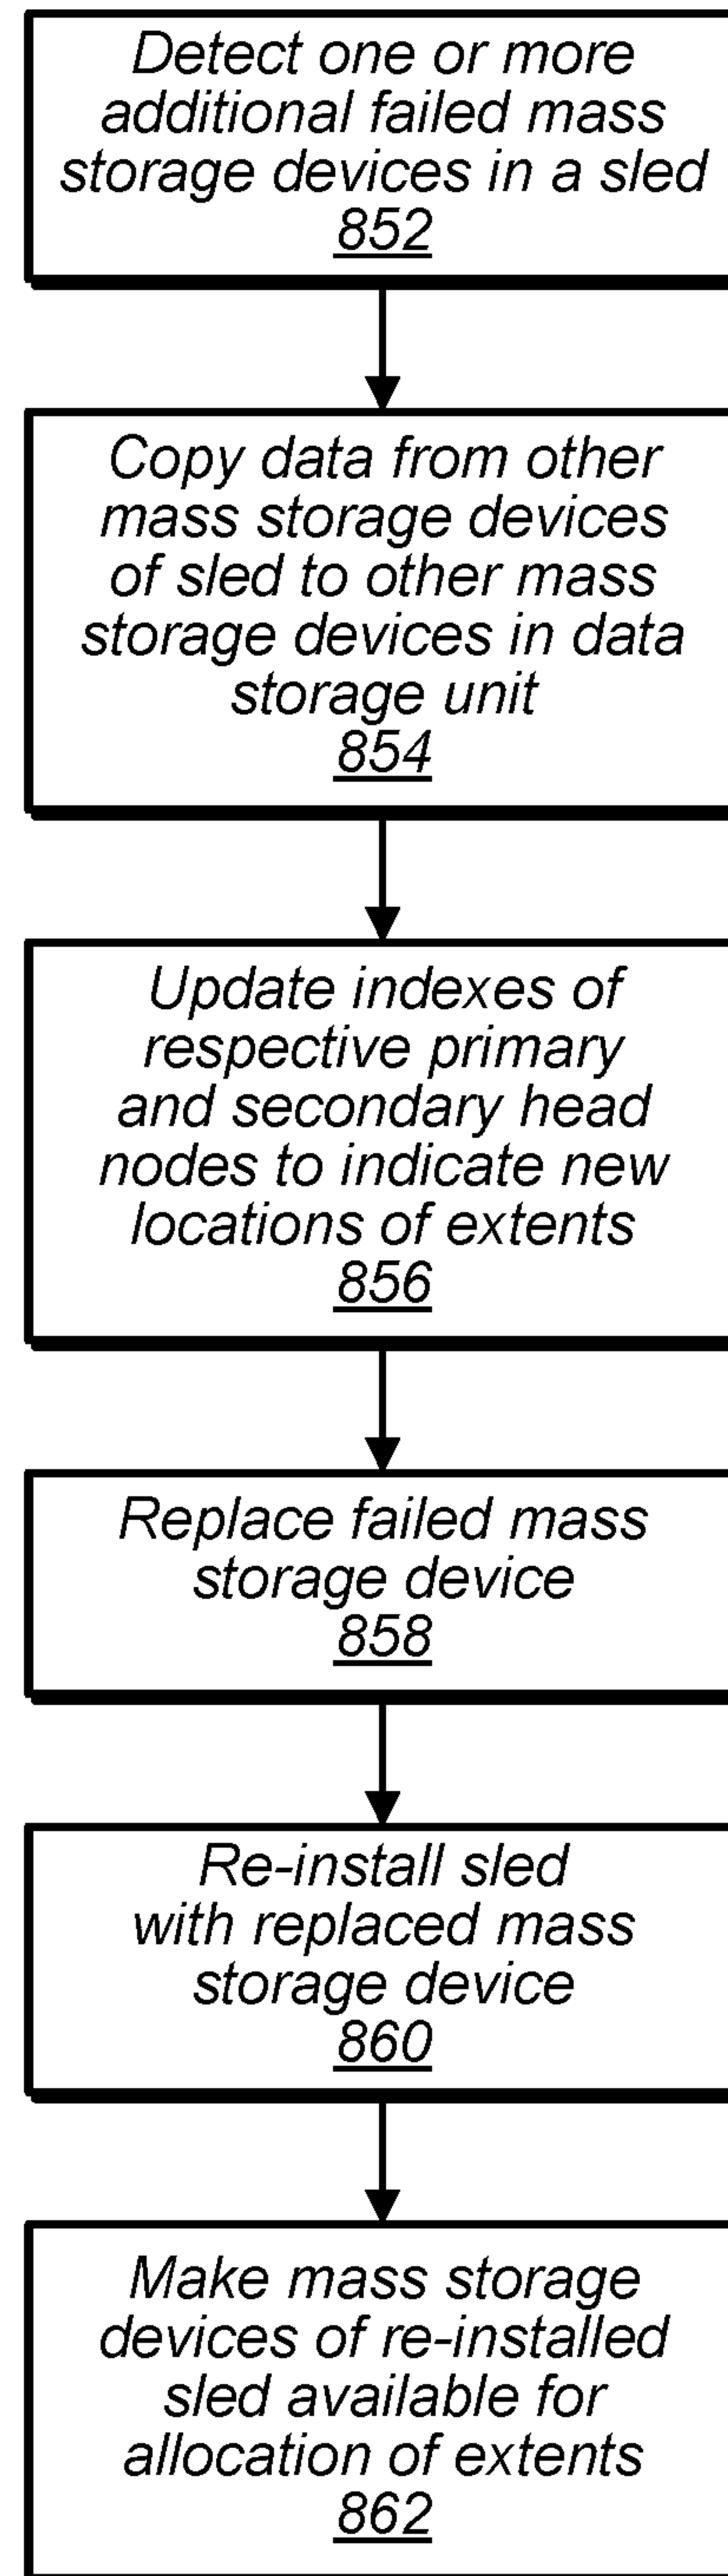 Detect one or more
additional failed mass
storage devices in a sled
852
Copy data from other
mass storage devices
of sled to other mass
storage devices in data
storage unit
854
Update indexes of
respective primary
and secondary head
nodes to indicate new
locations of extents
856
Replace failed mass
storage device
858
Re-install sled
with replaced mass
storage device
860
Make mass storage
devices of re-installed
sled available for
allocation of extents
862